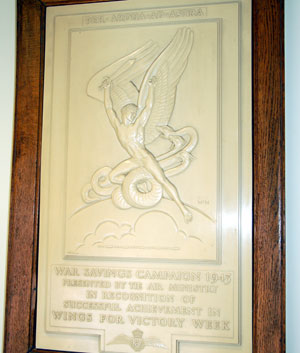 PER·ARDUA·AD·ASTRA
WAR SAVINGS CAMPAIGN 1943
PRESENTED BY THE AIR MINISTRY
IN RECOGNITION OF
SUCCESSFUL ACHIEVEMENT IN
WINGS FOR VICTORY WEEK